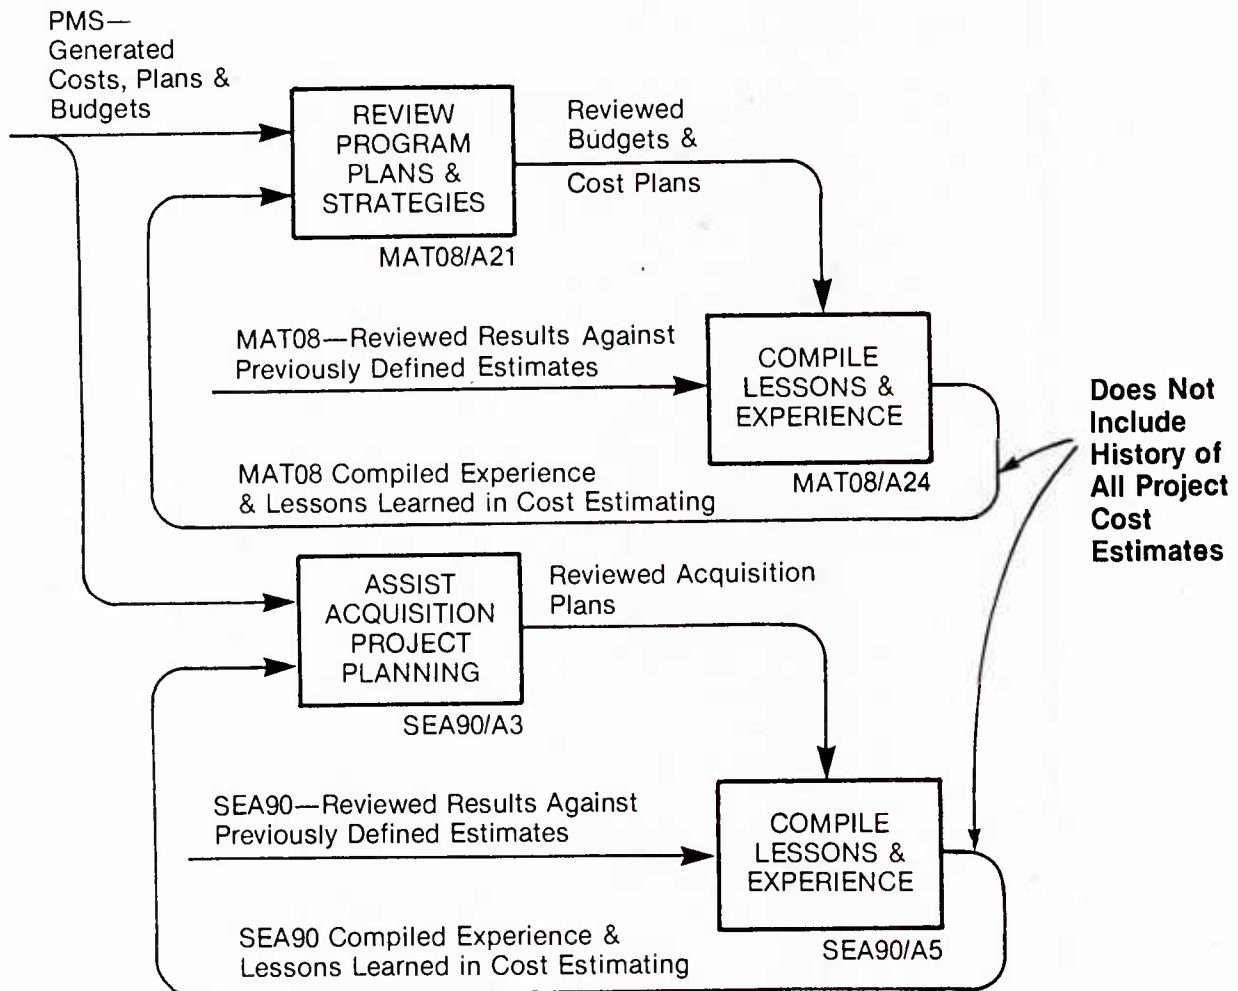 PMS—
Generated
Costs, Plans &
Budgets
REVIEW
PROGRAM
PLANS &
STRATEGIES
MAT08/A21
Reviewed
Budgets &
Cost Plans
MAT08—Reviewed Results Against
Previously Defined Estimates
COMPILE
LESSONS &
EXPERIENCE
MAT08/A24
MAT08 Compiled Experience
& Lessons Learned in Cost Estimating
Does Not
Include
History of
All Project
Cost
Estimates
ASSIST
ACQUISITION
PROJECT
PLANNING
SEA90/A3
Reviewed Acquisition
Plans
SEA90—Reviewed Results Against
Previously Defined Estimates
COMPILE
LESSONS &
EXPERIENCE
SEA90/A5
SEA90 Compiled Experience &
Lessons Learned in Cost Estimating